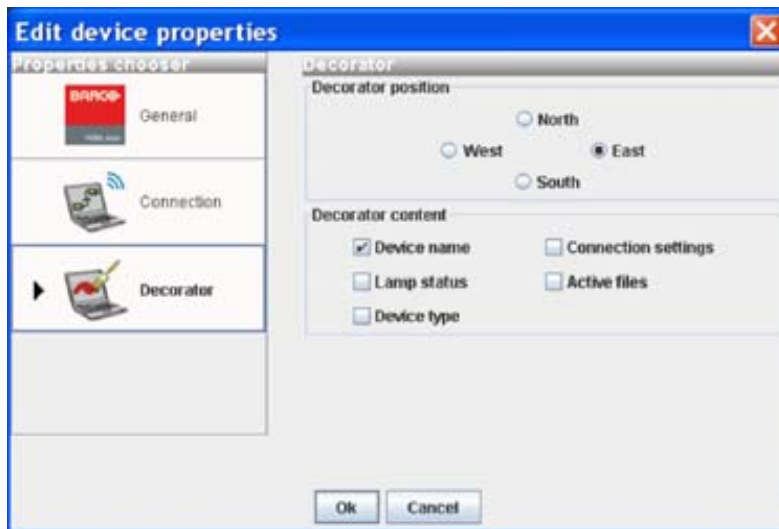 Edit device properties
Properties chooser
Decorator
BARCO
General
Connection
Decorator
Decorator position
North
West East
South
Decorator content
Device name Connection settings
Lamp status Active files
Device type
Ok Cancel